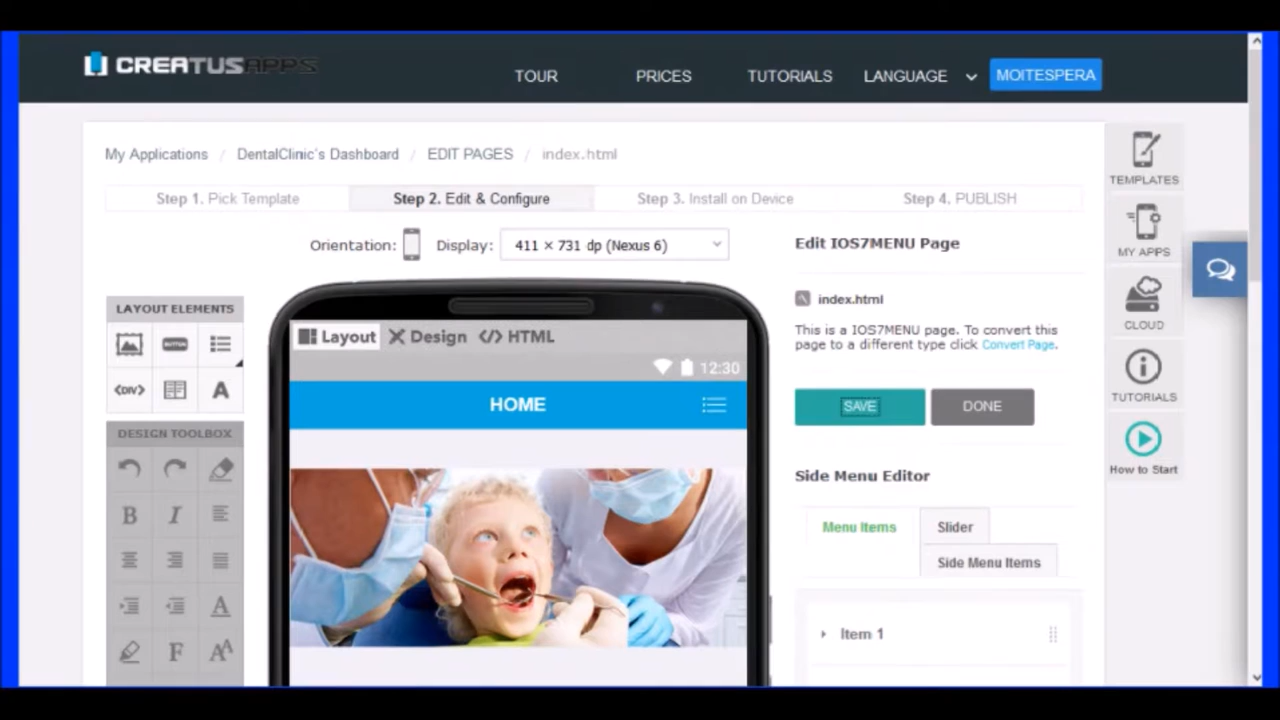 CREATUSAPPS
TOUR PRICES TUTORIALS LANGUAGE MOITESPERA
My Applications / DentalClinic's Dashboard / EDIT PAGES / index.html
Step 1. Pick Template Step 2. Edit & Configure Step 3. Install on Device Step 4. PUBLISH
Orientation: Display: 411 × 731 dp (Nexus 6)
LAYOUT ELEMENTS
BUTTON
<DIV> A
DESIGN TOOLBOX
B I
A
F AA
Layout Design </> HTML
12:30
HOME
Edit IOS7MENU Page
index.html
This is a IOS7MENU page. To convert this
page to a different type click Convert Page.
SAVE DONE
Side Menu Editor
Menu Items Slider
Side Menu Items
Item 1
TEMPLATES
MY APPS
CLOUD
TUTORIALS
How to Start